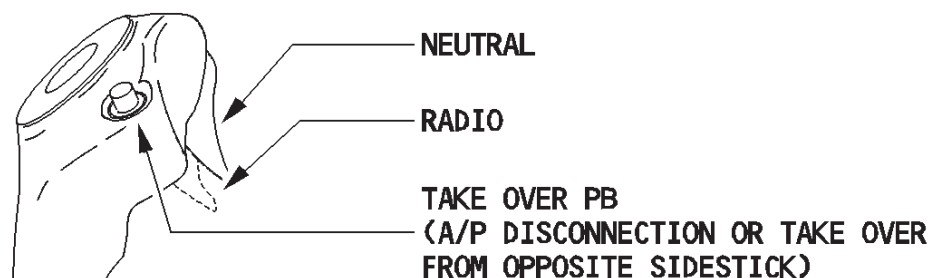 NEUTRAL
RADIO
TAKE OVER PB
(A/P DISCONNECTION OR TAKE OVER
FROM OPPOSITE SIDESTICK)